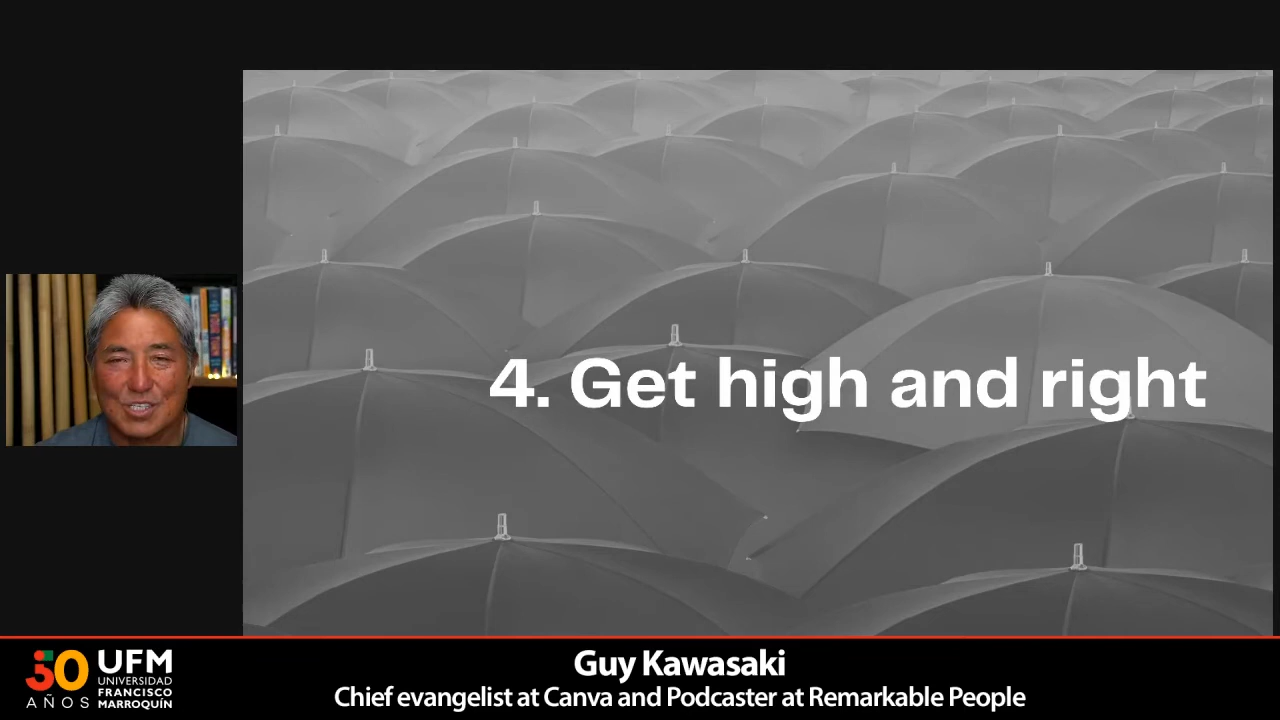 4. Get high and right
50
AÑOS
UFM
UNIVERSIDAD
FRANCISCO
MARROQUÍN
Guy Kawasaki
Chief evangelist at Canva and Podcaster at Remarkable People